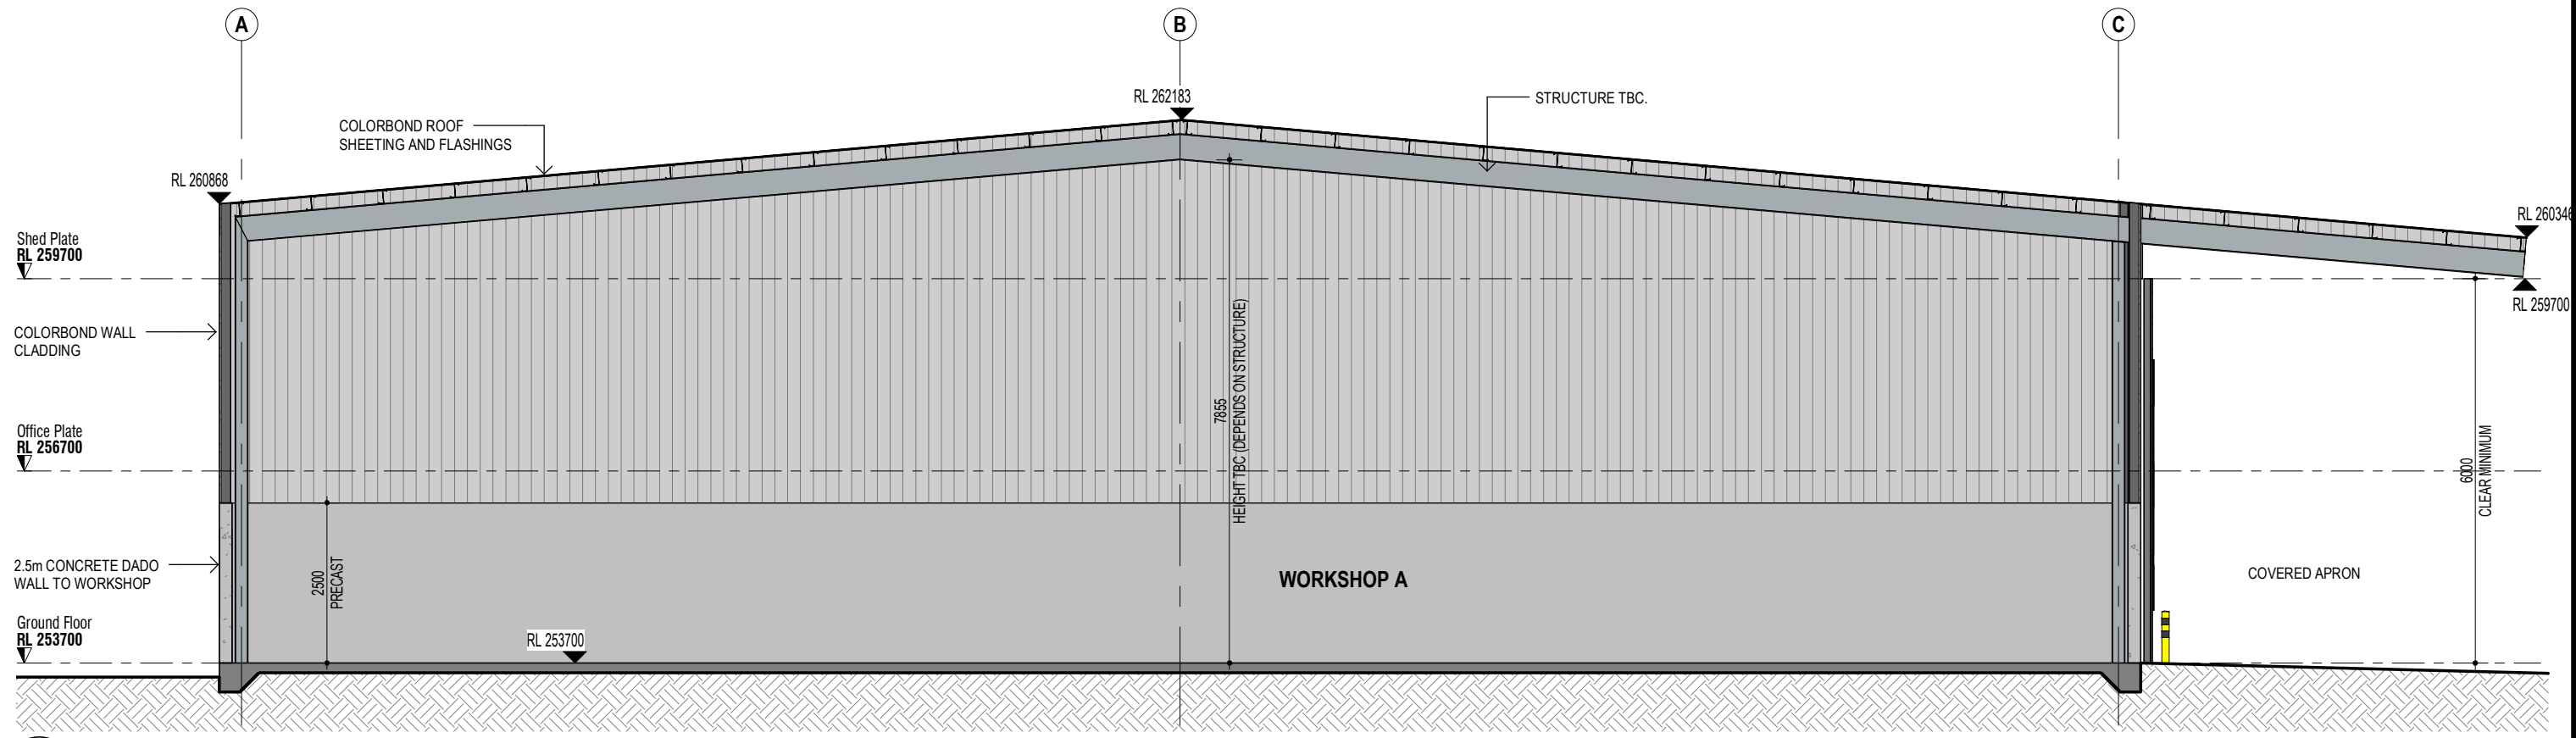 A
B
C
RL 262183
STRUCTURE TBC.
COLORBOND ROOF
SHEETING AND FLASHINGS
RL 260868
RL 260346
Shed Plate
RL 259700
RL 259700
COLORBOND WALL
CLADDING
7855
HEIGHT TBC (DEPENDS ON STRUCTURE)
Office Plate
RL 256700
6000
CLEAR MINIMUM
2.5m CONCRETE DADO
WALL TO WORKSHOP
2500
PRECAST
WORKSHOP A
COVERED APRON
Ground Floor
RL 253700
RL 253700